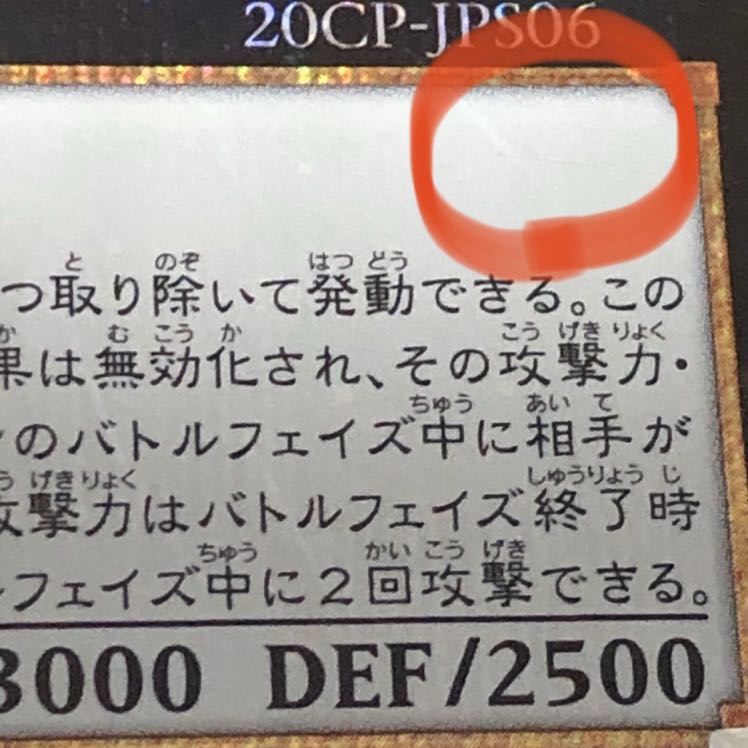 20CP-JPS06
つ取り除いて発動できる。この
果は無効化され、その攻撃力・
のバトルフェイズ中に相手が
攻撃力はバトルフェイズ終了時
ルフェイズ中に2回攻撃できる。
3000 DEF/2500